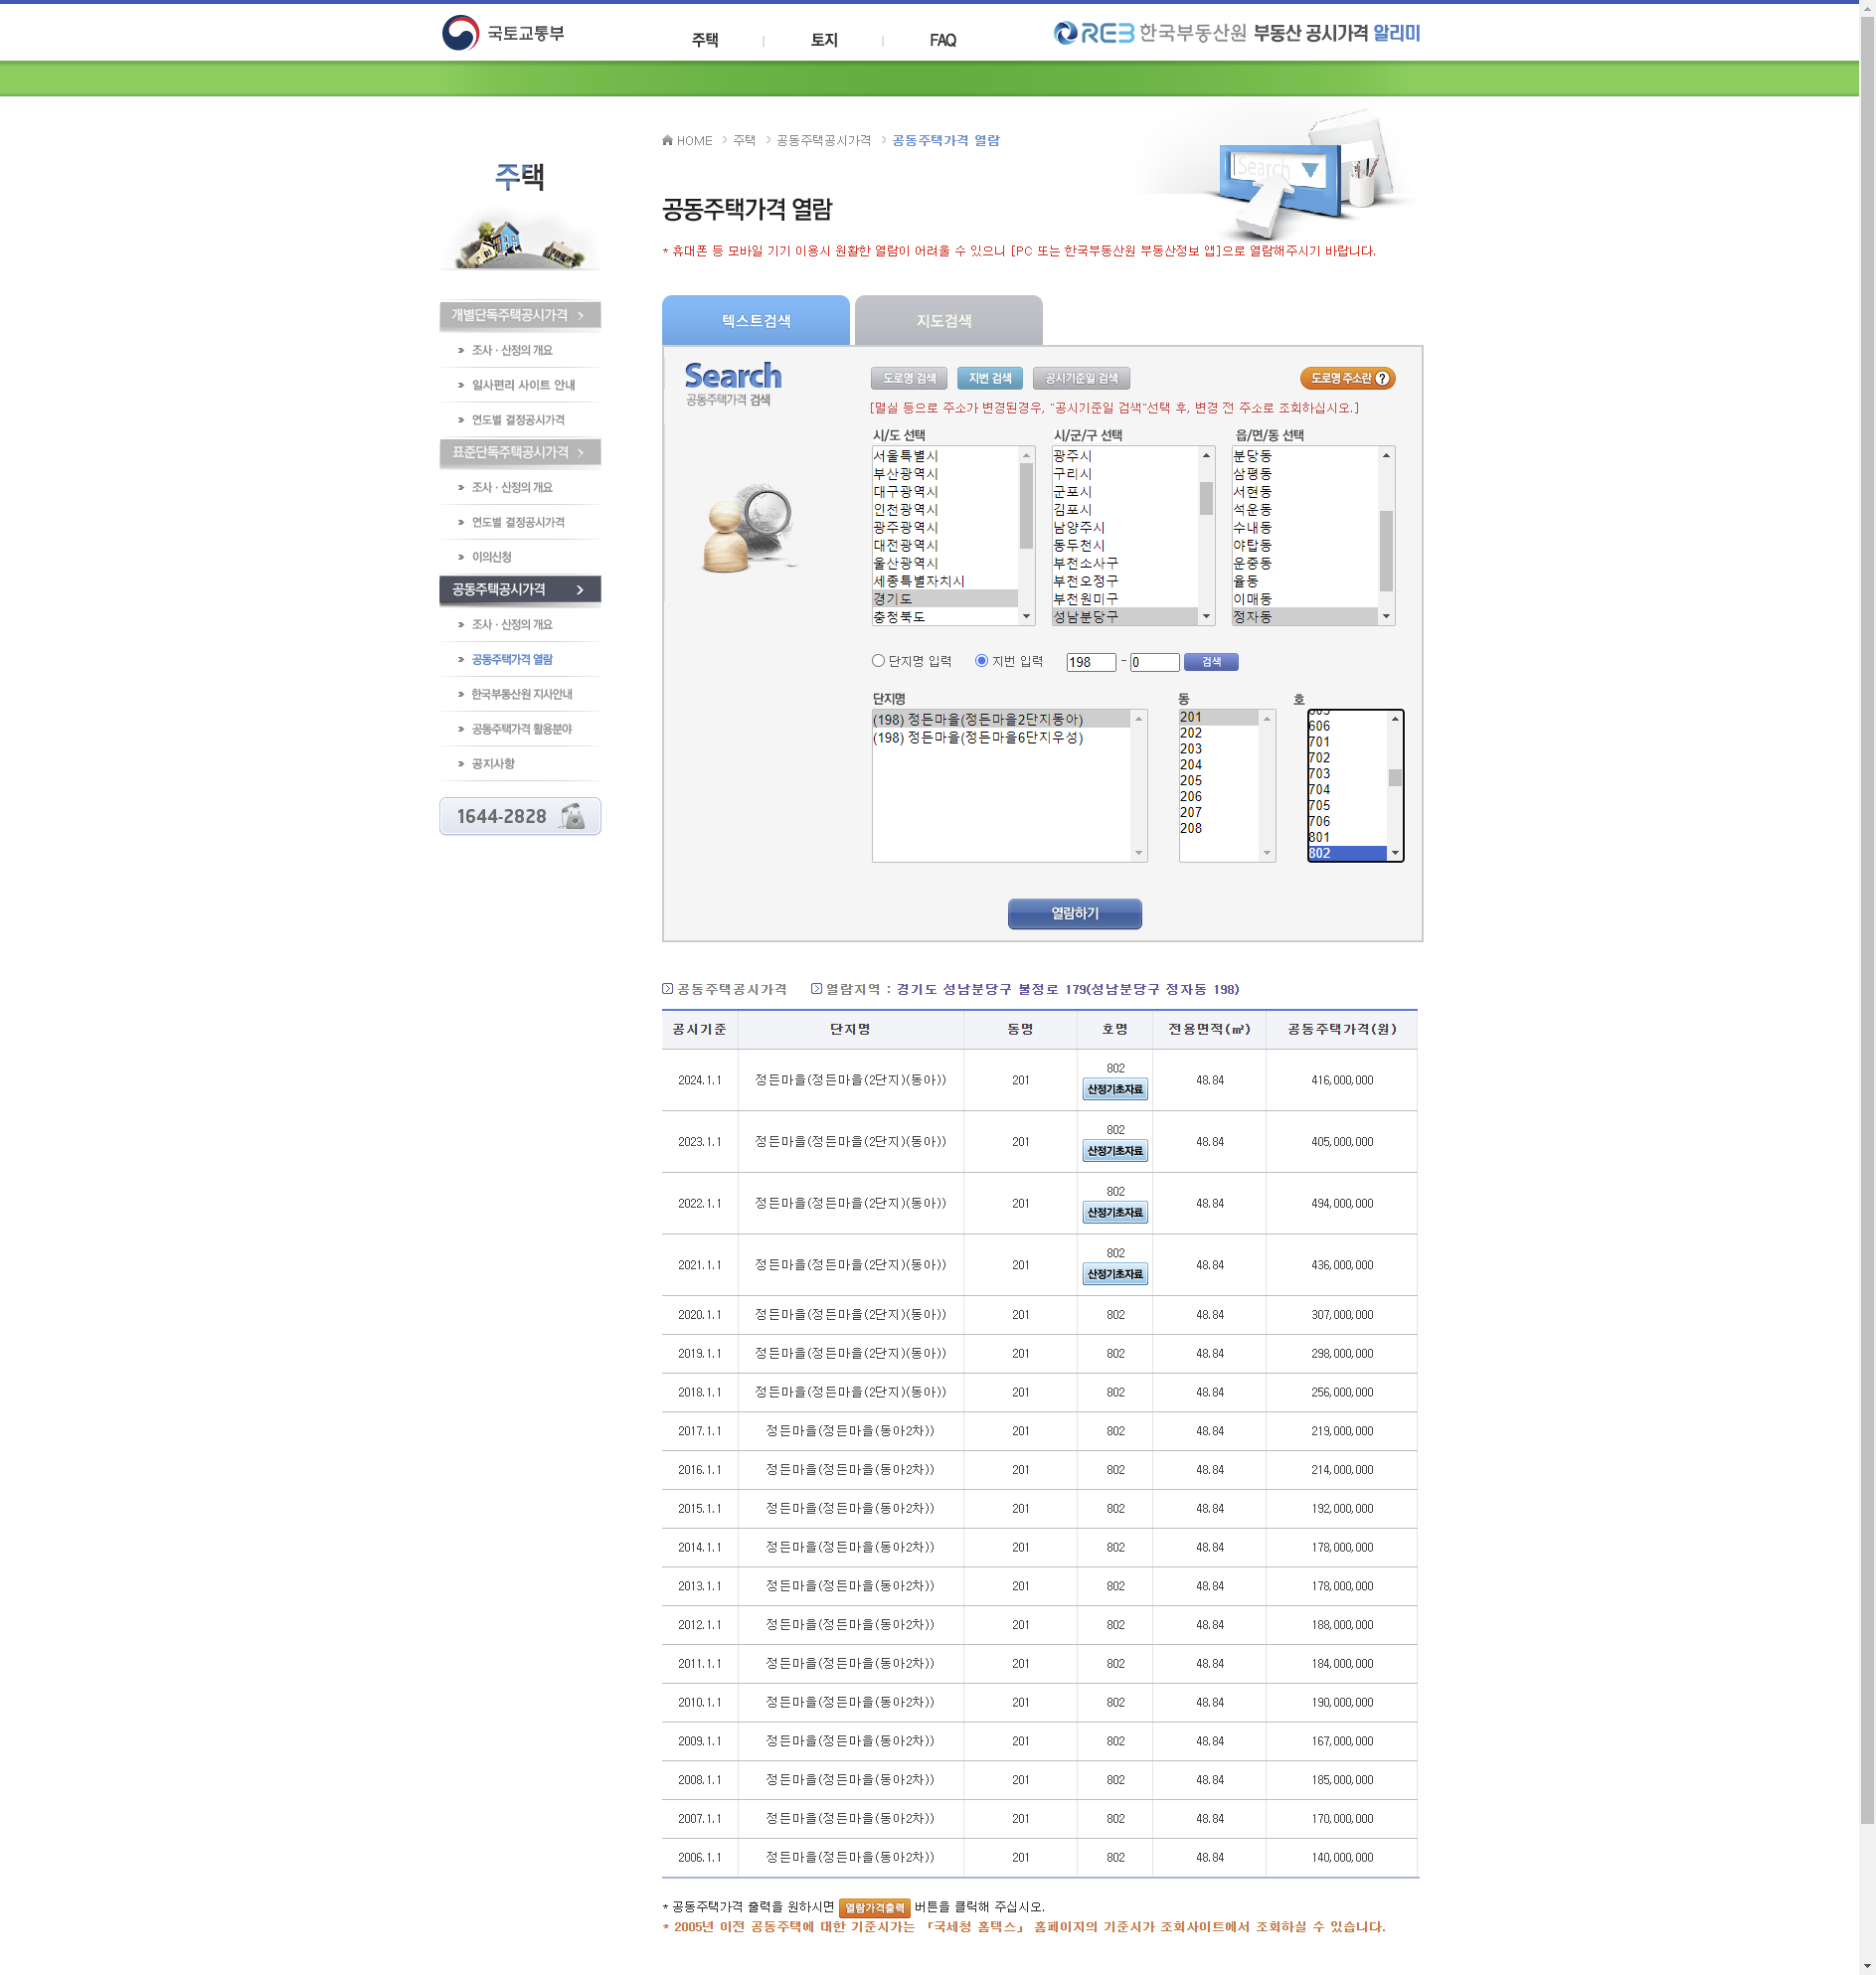 국토교통부
주택
토지
FAQ
REB 한국부동산원 부동산 공시가격 알리미
HOME > 주택 > 공동주택공시가격 > 공동주택가격 열람
주택
공동주택가격 열람
Search
* 휴대폰 등 모바일 기기 이용시 원활한 열람이 어려울 수 있으니 [PC 또는 한국부동산원 부동산정보 앱]으로 열람해주시기 바랍니다.
개별단독주택공시가격
조사ㆍ산정의 개요
일사편리 사이트 안내
연도별 결정공시가격
표준단독주택공시가격
조사ㆍ산정의 개요
연도별 결정공시가격
이의신청
공동주택공시가격
조사ㆍ산정의 개요
공동주택가격 열람
한국부동산원 지사안내
공동주택가격 활용분야
공지사항
1644-2828
텍스트검색
지도검색
Search
공동주택가격 검색
도로명 검색
지번 검색
공시기준일 검색
도로명 주소란 ?
[멸실 등으로 주소가 변경된경우, "공시기준일 검색"선택 후, 변경 전 주소로 조회하십시오.]
시/도 선택
서울특별시
부산광역시
대구광역시
인천광역시
광주광역시
대전광역시
울산광역시
세종특별자치시
경기도
충청북도
시/군/구 선택
광주시
구리시
군포시
김포시
남양주시
동두천시
부천소사구
부천오정구
부천원미구
성남분당구
읍/면/동 선택
분당동
삼평동
서현동
석운동
수내동
야탑동
운중동
율동
이매동
정자동
단지명 입력 지번 입력 198 - 0 검색
단지명
(198) 정든마을(정든마을2단지동아)
(198) 정든마을(정든마을6단지우성)
동
201
202
203
204
205
206
207
208
호
605
606
701
702
703
704
705
706
801
802
열람하기
공동주택공시가격 열람지역 : 경기도 성남분당구 불정로 179(성남분당구 정자동 198)
공시기준 단지명 동명 호명 전용면적(㎡) 공동주택가격(원)
2024.1.1 정든마을(정든마을(2단지)(동아)) 201 802 산정기초자료 48.84 416,000,000
2023.1.1 정든마을(정든마을(2단지)(동아)) 201 802 산정기초자료 48.84 405,000,000
2022.1.1 정든마을(정든마을(2단지)(동아)) 201 802 산정기초자료 48.84 494,000,000
2021.1.1 정든마을(정든마을(2단지)(동아)) 201 802 산정기초자료 48.84 436,000,000
2020.1.1 정든마을(정든마을(2단지)(동아)) 201 802 48.84 307,000,000
2019.1.1 정든마을(정든마을(2단지)(동아)) 201 802 48.84 298,000,000
2018.1.1 정든마을(정든마을(2단지)(동아)) 201 802 48.84 256,000,000
2017.1.1 정든마을(정든마을(동아2차)) 201 802 48.84 219,000,000
2016.1.1 정든마을(정든마을(동아2차)) 201 802 48.84 214,000,000
2015.1.1 정든마을(정든마을(동아2차)) 201 802 48.84 192,000,000
2014.1.1 정든마을(정든마을(동아2차)) 201 802 48.84 178,000,000
2013.1.1 정든마을(정든마을(동아2차)) 201 802 48.84 178,000,000
2012.1.1 정든마을(정든마을(동아2차)) 201 802 48.84 188,000,000
2011.1.1 정든마을(정든마을(동아2차)) 201 802 48.84 184,000,000
2010.1.1 정든마을(정든마을(동아2차)) 201 802 48.84 190,000,000
2009.1.1 정든마을(정든마을(동아2차)) 201 802 48.84 167,000,000
2008.1.1 정든마을(정든마을(동아2차)) 201 802 48.84 185,000,000
2007.1.1 정든마을(정든마을(동아2차)) 201 802 48.84 170,000,000
2006.1.1 정든마을(정든마을(동아2차)) 201 802 48.84 140,000,000
* 공동주택가격 출력을 원하시면 열람가격출력 버튼을 클릭해 주십시오.
* 2005년 이전 공동주택에 대한 기준시가는 「국세청 홈텍스」 홈페이지의 기준시가 조회사이트에서 조회하실 수 있습니다.